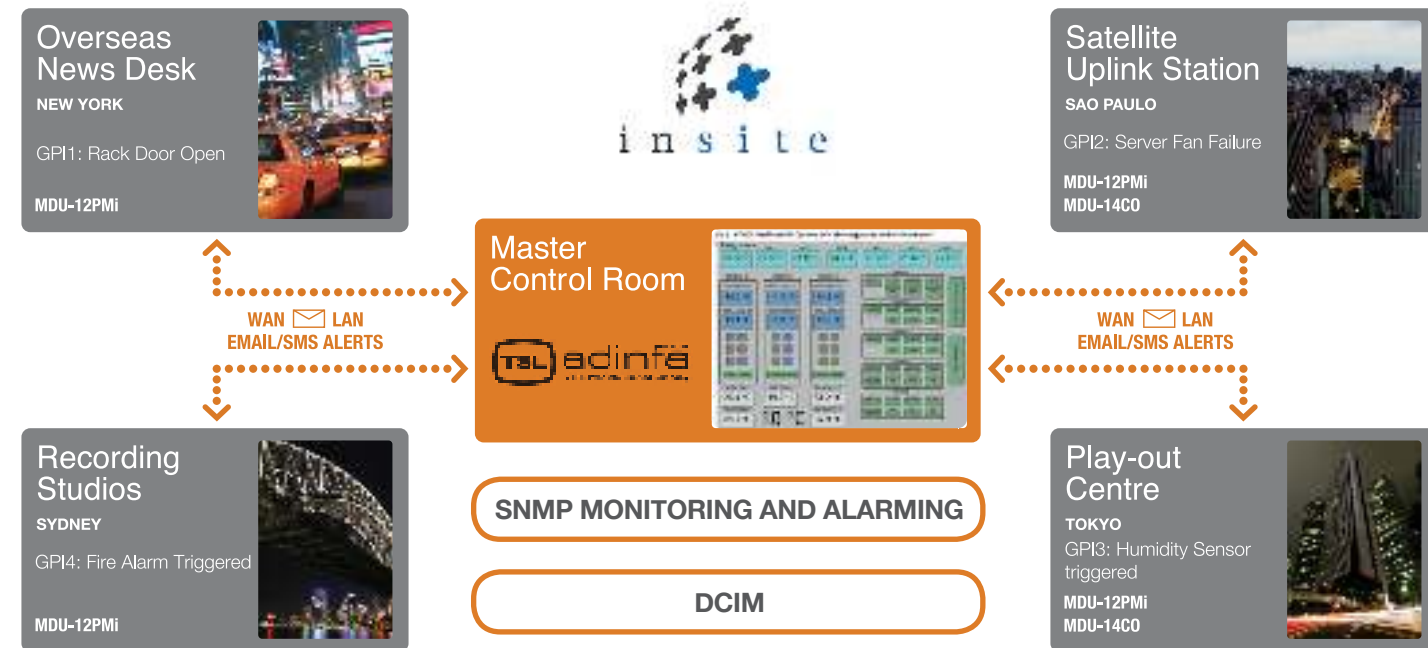 Overseas
News Desk
NEW YORK
GPI1: Rack Door Open
MDU-12PMi
insite
Satellite
Uplink Station
SAO PAULO
GPI2: Server Fan Failure
MDU-12PMi
MDU-14CO
Master
Control Room
TSL adinfa
WAN LAN
EMAIL/SMS ALERTS
WAN LAN
EMAIL/SMS ALERTS
Recording
Studios
SYDNEY
GPI4: Fire Alarm Triggered
MDU-12PMi
SNMP MONITORING AND ALARMING
DCIM
Play-out
Centre
TOKYO
GPI3: Humidity Sensor
triggered
MDU-12PMi
MDU-14CO